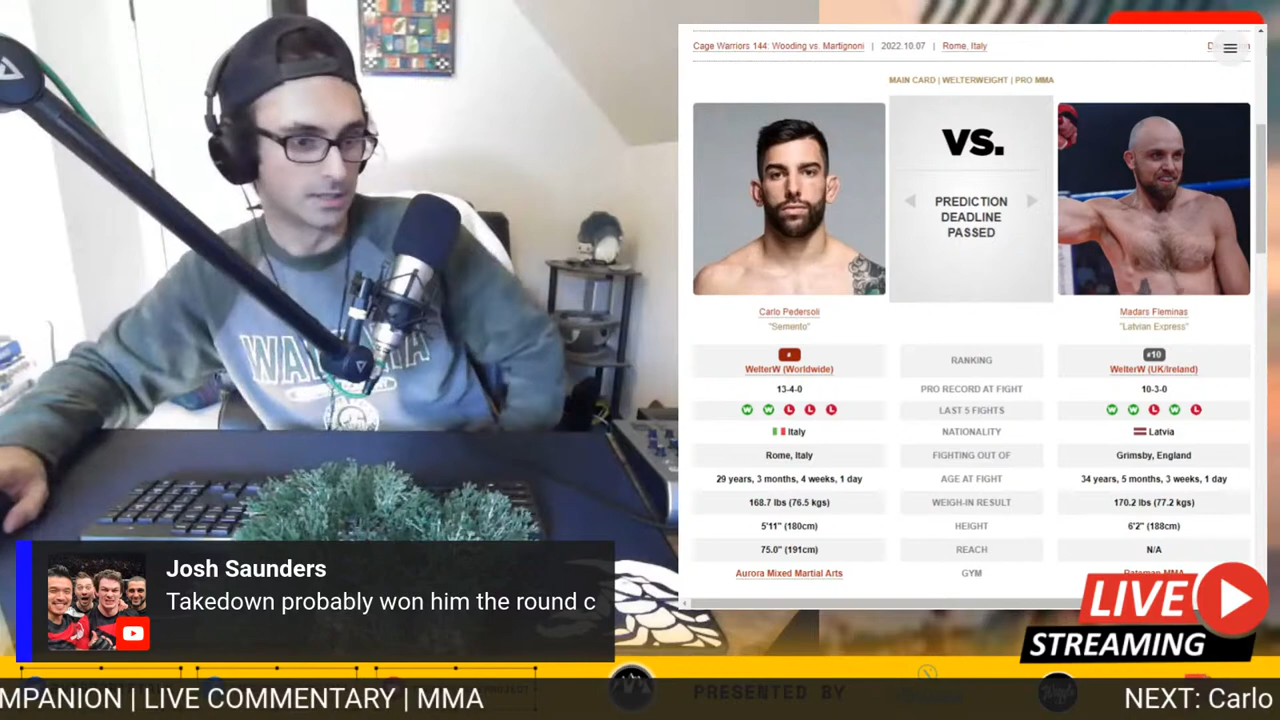 Cage Warriors 144: Wooding vs. Martignoni | 2022.10.07 | Rome, Italy
MAIN CARD | WELTERWEIGHT | PRO MMA
VS.
PREDICTION
DEADLINE
PASSED
Carlo Pedersoli Madars Fleminas
"Semento" "Latvian Express"
# RANKING #10
WelterW (Worldwide) WelterW (UK/Ireland)
13-4-0 PRO RECORD AT FIGHT 10-3-0
W W L L L LAST 5 FIGHTS W W L W L
Italy NATIONALITY Latvia
Rome, Italy FIGHTING OUT OF Grimsby, England
29 years, 3 months, 4 weeks, 1 day AGE AT FIGHT 34 years, 5 months, 3 weeks, 1 day
168.7 lbs (76.5 kgs) WEIGH-IN RESULT 170.2 lbs (77.2 kgs)
5'11" (180cm) HEIGHT 6'2" (188cm)
75.0" (191cm) REACH N/A
Aurora Mixed Martial Arts GYM
Josh Saunders
Takedown probably won him the round c
LIVE
STREAMING
PRESENTED BY
MPANION | LIVE COMMENTARY | MMA NEXT: Carlo